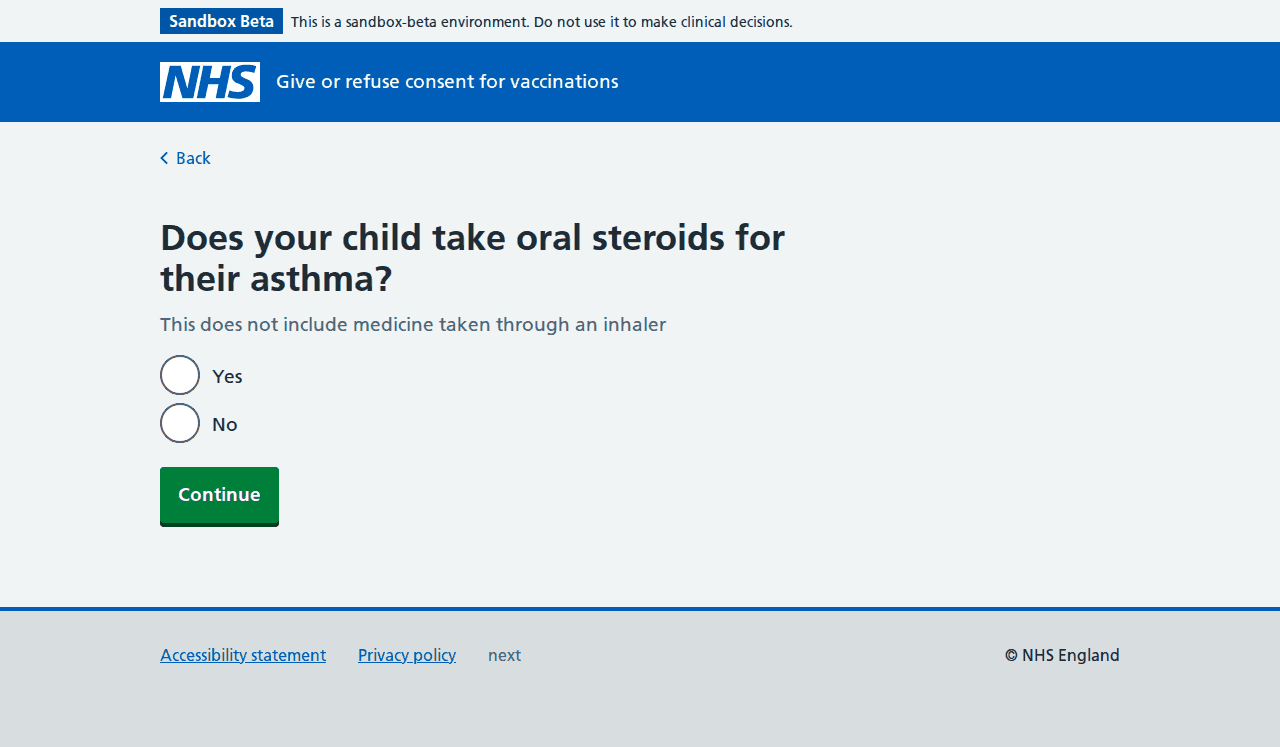 Sandbox Beta This is a sandbox-beta environment. Do not use it to make clinical decisions.
NHS Give or refuse consent for vaccinations
Back
Does your child take oral steroids for
their asthma?
This does not include medicine taken through an inhaler
Yes
No
Continue
Accessibility statement Privacy policy next © NHS England